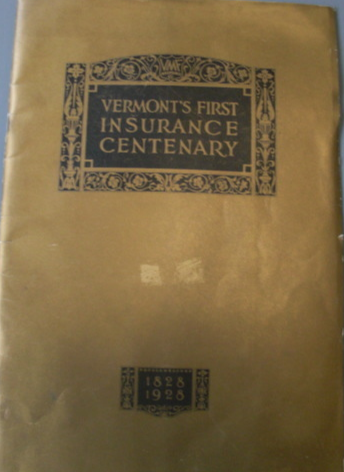 VERMONT'S FIRST
INSURANCE
CENTENARY
1828
1928